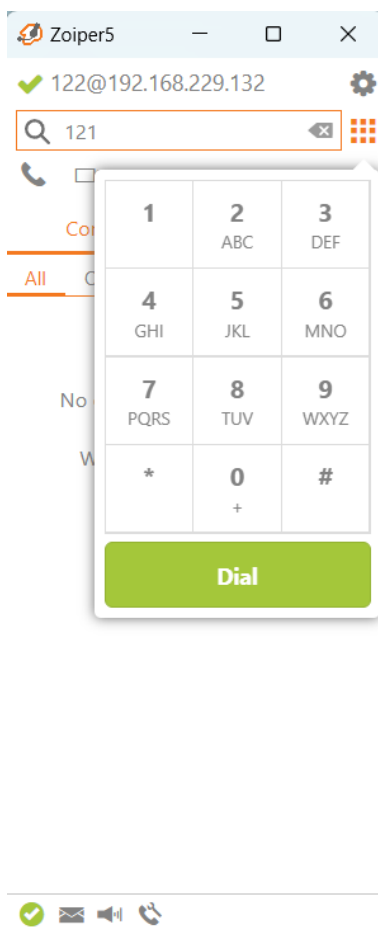 Zoiper5
122@192.168.229.132
121
1
2
ABC
3
DEF
4
GHI
5
JKL
6
MNO
7
PQRS
8
TUV
9
WXYZ
*
0
+
#
Dial
All
No